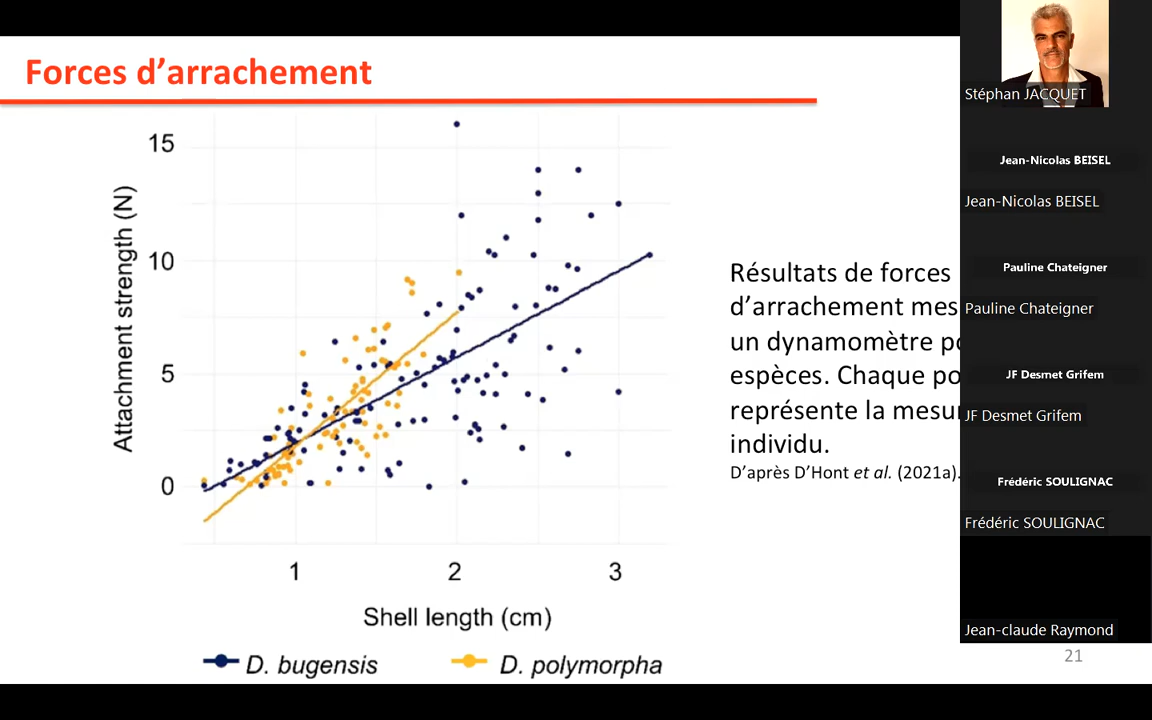 Forces d’arrachement
15
10
5
0
Attachment strength (N)
1
2
3
Shell length (cm)
D. bugensis
D. polymorpha
Résultats de forces
d’arrachement
un dynamomètre
espèces. Chaque
représente la
individu.
D’après D’Hont et al. (2021a).
Stéphan JACQUET
Jean-Nicolas BEISEL
Jean-Nicolas BEISEL
Pauline Chateigner
Pauline Chateigner
JF Desmet Grifem
JF Desmet Grifem
Frédéric SOULIGNAC
Frédéric SOULIGNAC
Jean-claude Raymond
21